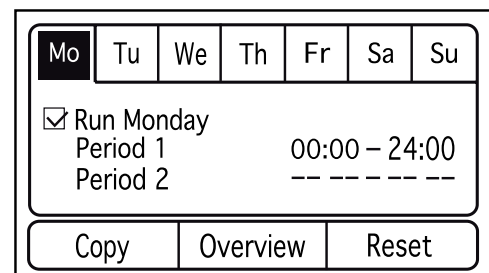 Mo Tu We Th Fr Sa Su
Run Monday
Period 1 00:00 – 24:00
Period 2 –– –– – –– ––
Copy Overview Reset